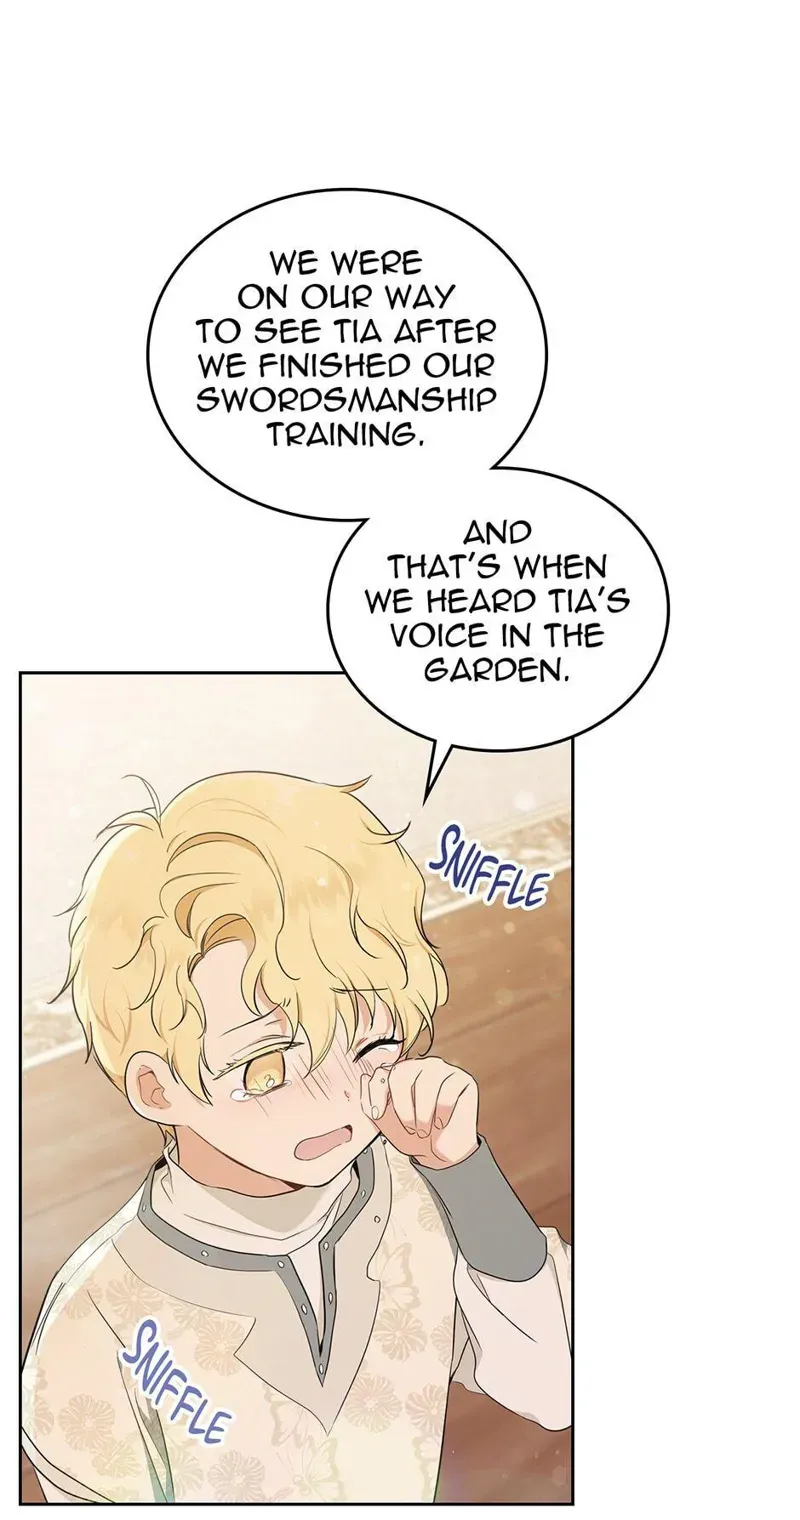 WE WERE
ON OUR WAY
TO SEE TIA AFTER
WE FINISHED OUR
SWORDSMANSHIP
TRAINING.
AND
THAT'S WHEN
WE HEARD TIA'S
VOICE IN THE
GARDEN.
SNIFFLE
SNIFFLE